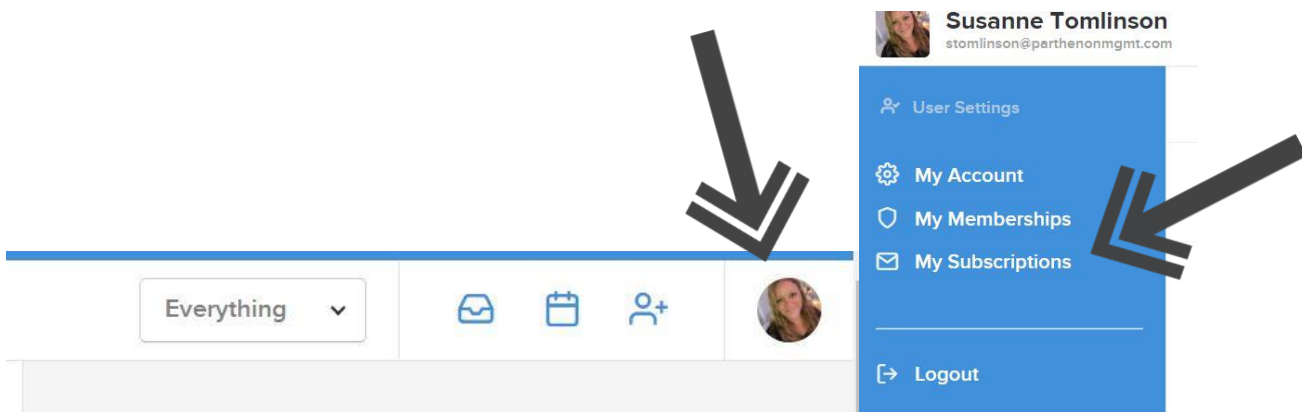 Everything
Susanne Tomlinson
stomlinson@parthenonmgmt.com
User Settings
My Account
My Memberships
My Subscriptions
Logout